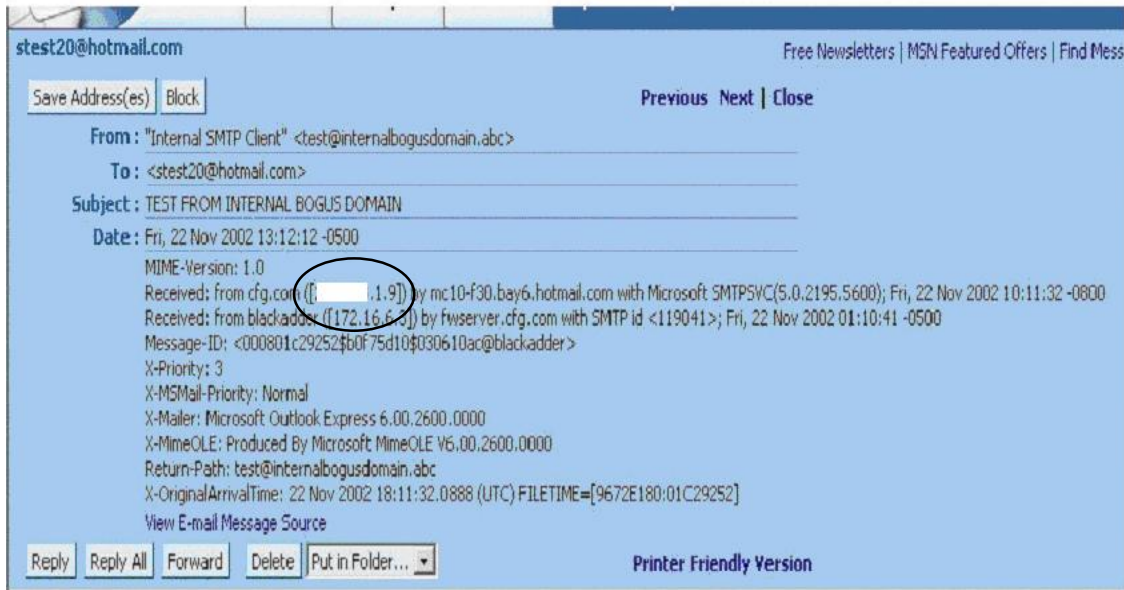 stest20@hotmail.com
Free Newsletters | MSN Featured Offers | Find Mess
Save Address(es) Block
Previous Next | Close
From : "Internal SMTP Client" <test@internalbogusdomain.abc>
To : <stest20@hotmail.com>
Subject : TEST FROM INTERNAL BOGUS DOMAIN
Date : Fri, 22 Nov 2002 13:12:12 -0500
MIME-Version: 1.0
Received: from cfg.com ([ .1.9]) by mc10-f30.bay6.hotmail.com with Microsoft SMTPSVC(5.0.2195.5600); Fri, 22 Nov 2002 10:11:32 -0800
Received: from blackadder ([172.16.6.3]) by fwserver.cfg.com with SMTP id <119041>; Fri, 22 Nov 2002 01:10:41 -0500
Message-ID: <000801c29252$b0f75d10$030610ac@blackadder>
X-Priority: 3
X-MSMail-Priority: Normal
X-Mailer: Microsoft Outlook Express 6.00.2600.0000
X-MimeOLE: Produced By Microsoft MimeOLE V6.00.2600.0000
Return-Path: test@internalbogusdomain.abc
X-OriginalArrivalTime: 22 Nov 2002 18:11:32.0888 (UTC) FILETIME=[9672E180:01C29252]
View E-mail Message Source
Reply Reply All Forward Delete Put in Folder...
Printer Friendly Version